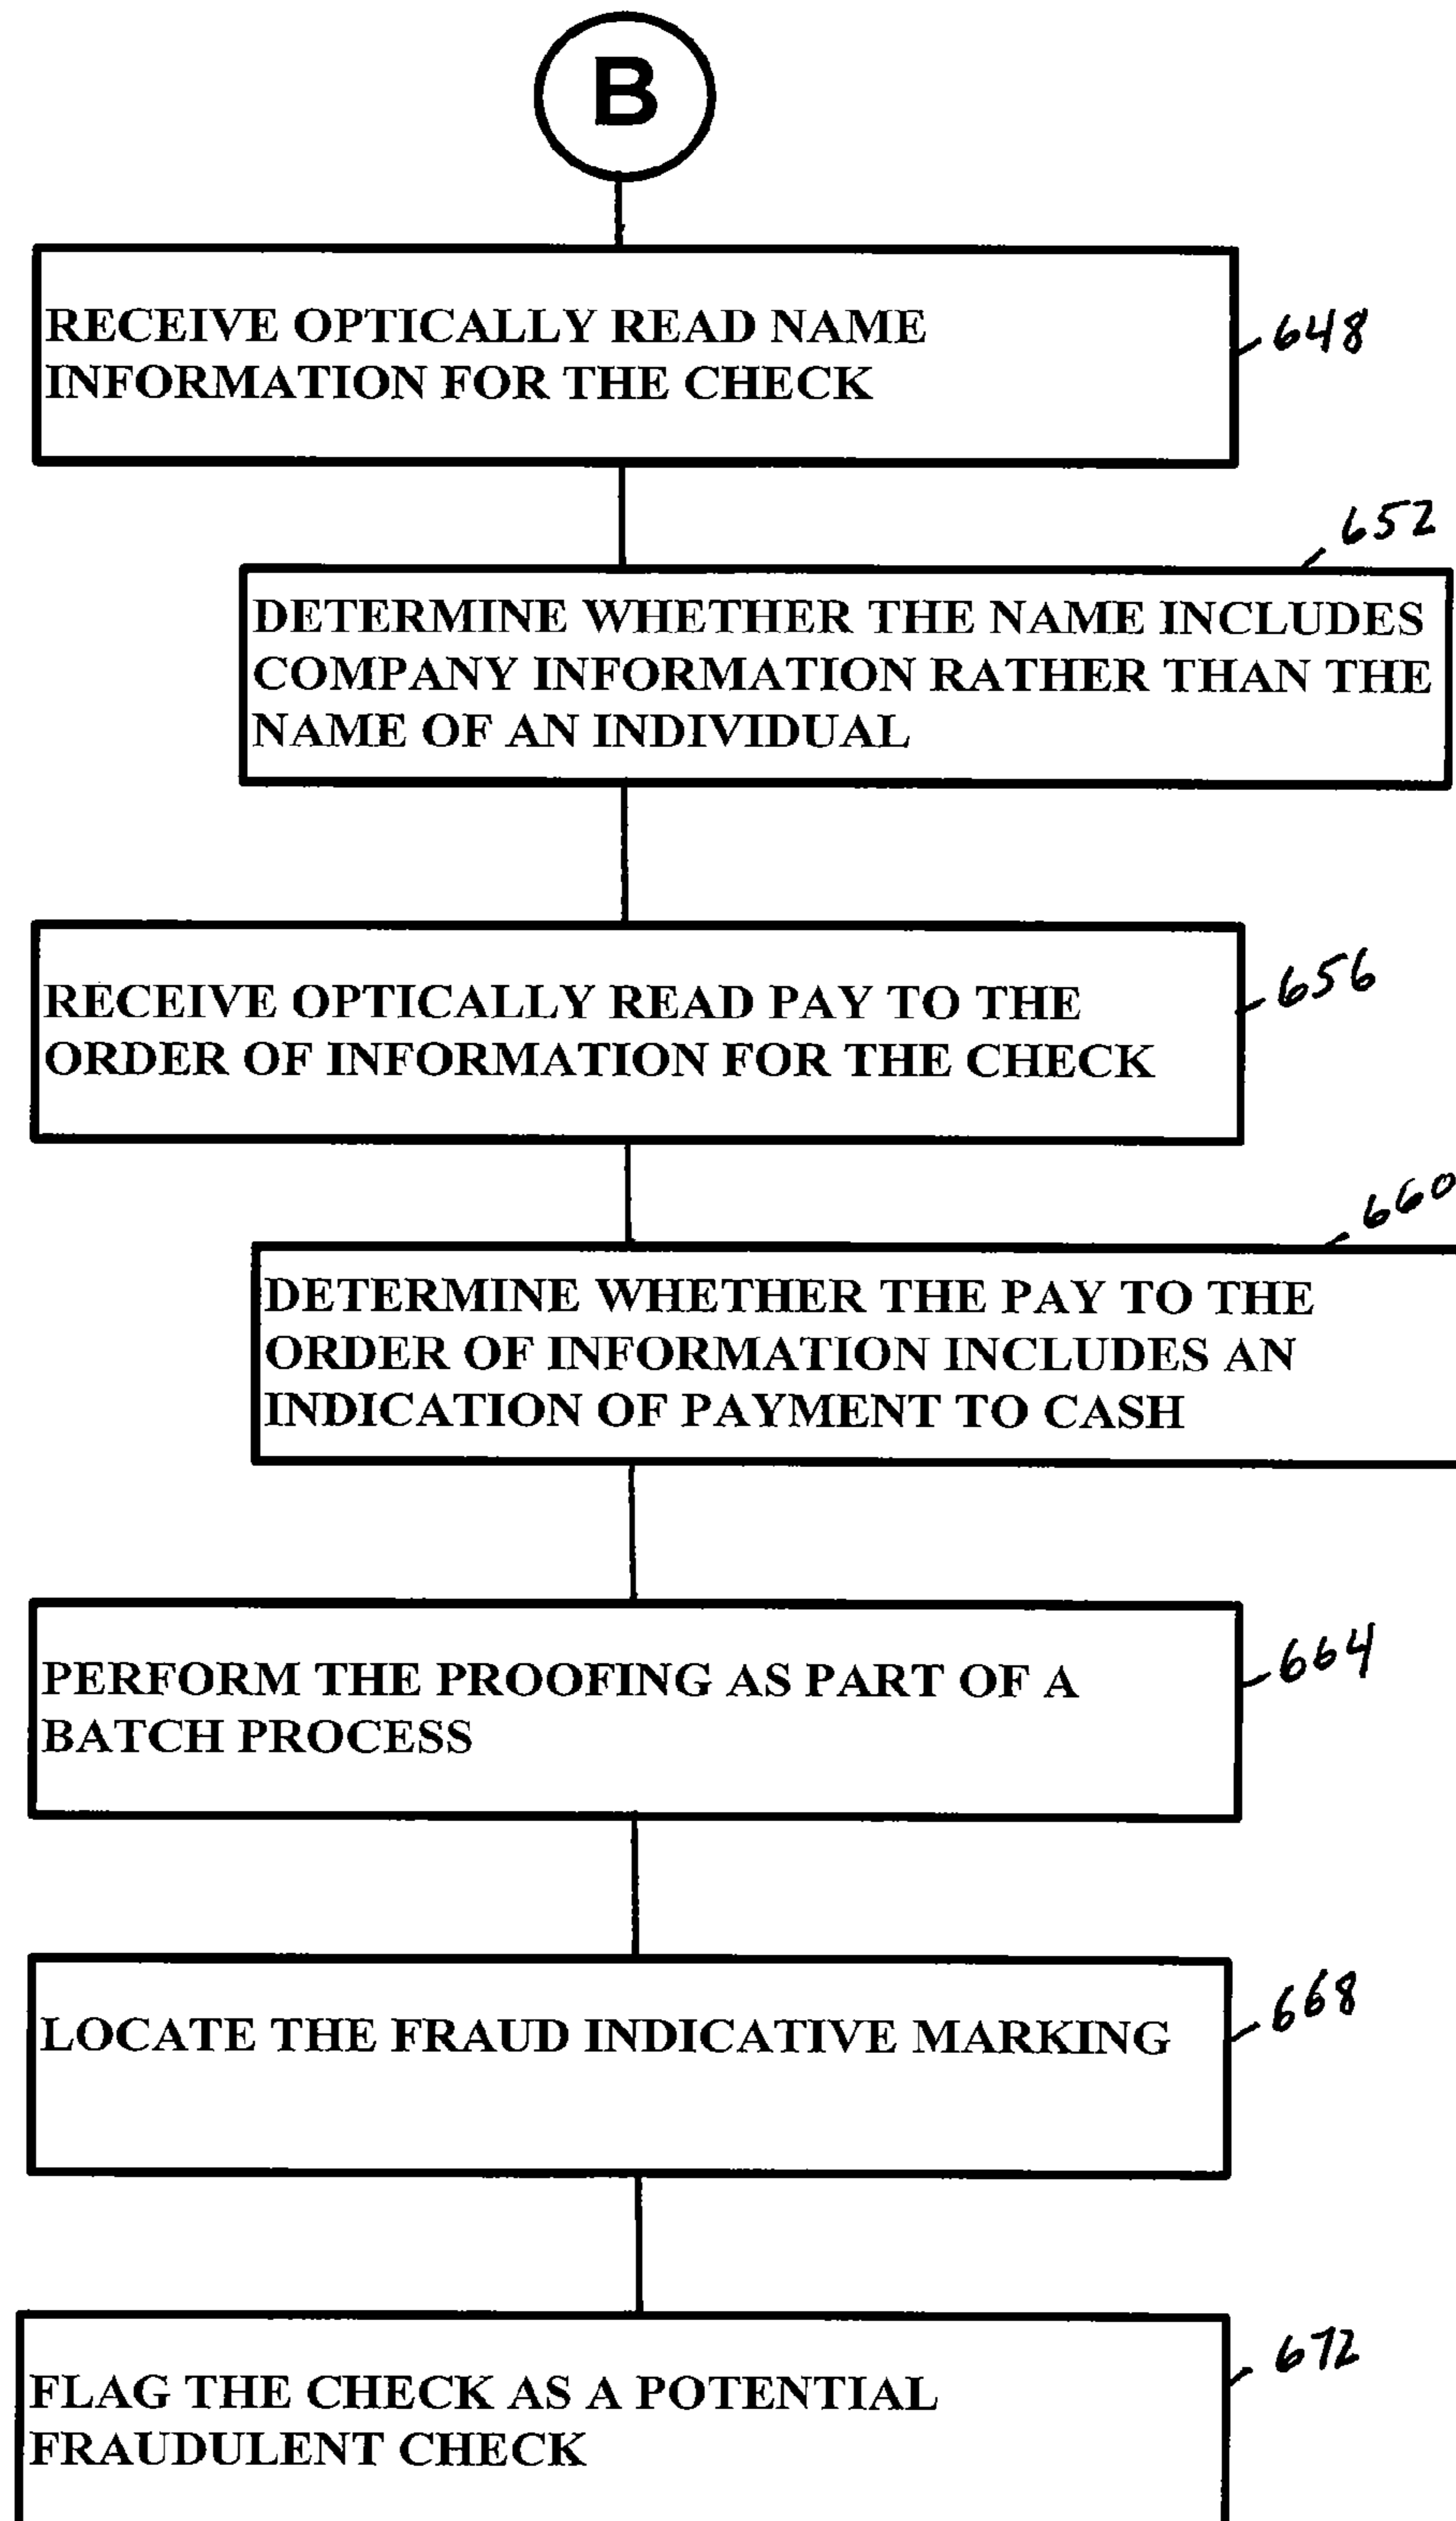 B
RECEIVE OPTICALLY READ NAME
INFORMATION FOR THE CHECK
648
652
DETERMINE WHETHER THE NAME INCLUDES
COMPANY INFORMATION RATHER THAN THE
NAME OF AN INDIVIDUAL
RECEIVE OPTICALLY READ PAY TO THE
ORDER OF INFORMATION FOR THE CHECK
656
660
DETERMINE WHETHER THE PAY TO THE
ORDER OF INFORMATION INCLUDES AN
INDICATION OF PAYMENT TO CASH
PERFORM THE PROOFING AS PART OF A
BATCH PROCESS
664
LOCATE THE FRAUD INDICATIVE MARKING
668
FLAG THE CHECK AS A POTENTIAL
FRAUDULENT CHECK
672